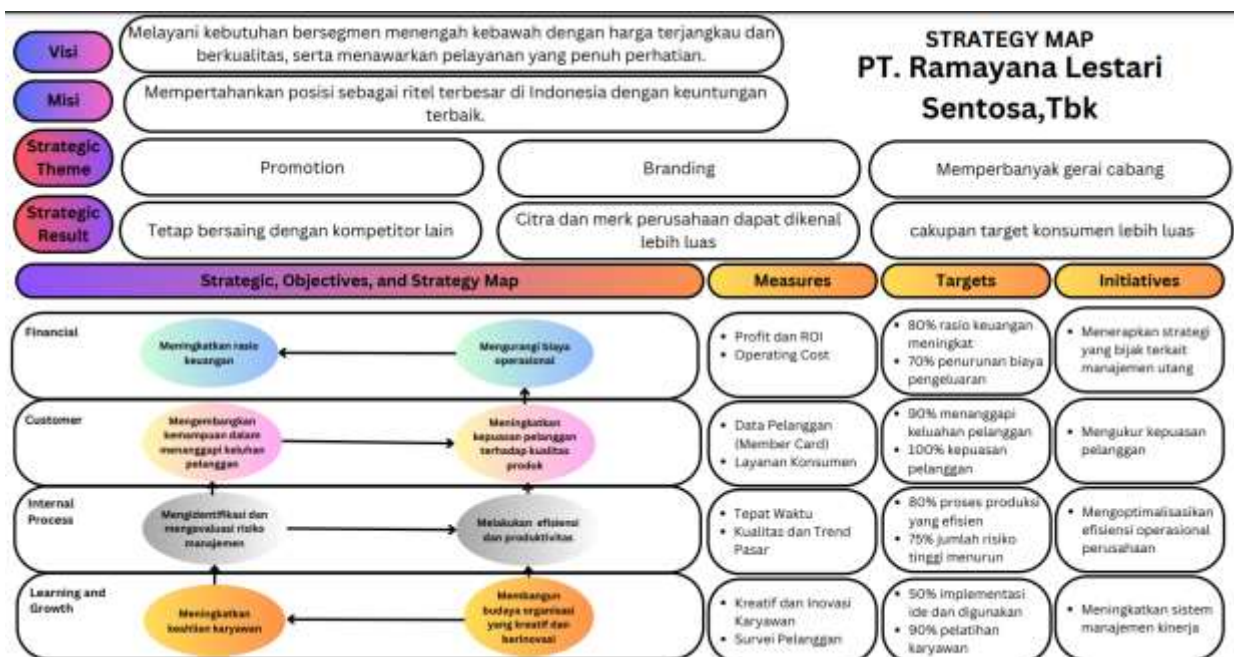 Visi
Melayani kebutuhan bersegmen menengah kebawah dengan harga terjangkau dan
berkualitas, serta menawarkan pelayanan yang penuh perhatian.
STRATEGY MAP
PT. Ramayana Lestari
Sentosa,Tbk
Misi
Mempertahankan posisi sebagai ritel terbesar di Indonesia dengan keuntungan
terbaik.
Strategic
Theme
Promotion
Branding
Memperbanyak gerai cabang
Strategic
Result
Tetap bersaing dengan kompetitor lain
Citra dan merk perusahaan dapat dikenal
lebih luas
cakupan target konsumen lebih luas
Strategic, Objectives, and Strategy Map
Measures
Targets
Initiatives
Financial
Meningkatkan rasio
keuangan
Mengurangi biaya
operasional
• Profit dan ROI
• Operating Cost
• 80% rasio keuangan
meningkat
• 70% penurunan biaya
pengeluaran
• Menerapkan strategi
yang bijak terkait
manajemen utang
Customer
Mengembangkan
kemampuan dalam
menanggapi keluhan
pelanggan
Meningkatkan
kepuasan pelanggan
terhadap kualitas
produk
• Data Pelanggan
(Member Card)
• Layanan Konsumen
• 90% menanggapi
keluahan pelanggan
• 100% kepuasan
pelanggan
• Mengukur kepuasan
pelanggan
Internal
Process
Mengidentifikasi dan
mengevaluasi risiko
manajemen
Melakukan efisiensi
dan produktivitas
• Tepat Waktu
• Kualitas dan Trend
Pasar
• 80% proses produksi
yang efisien
• 75% jumlah risiko
tinggi menurun
• Mengoptimalisasikan
efisiensi operasional
perusahaan
Learning and
Growth
Meningkatkan
keahlian karyawan
Membangun
budaya organisasi
yang kreatif dan
berinovasi
• Kreatif dan Inovasi
Karyawan
• Survei Pelanggan
• 50% implementasi
ide dan digunakan
• 90% pelatihan
karyawan
• Meningkatkan sistem
manajemen kinerja